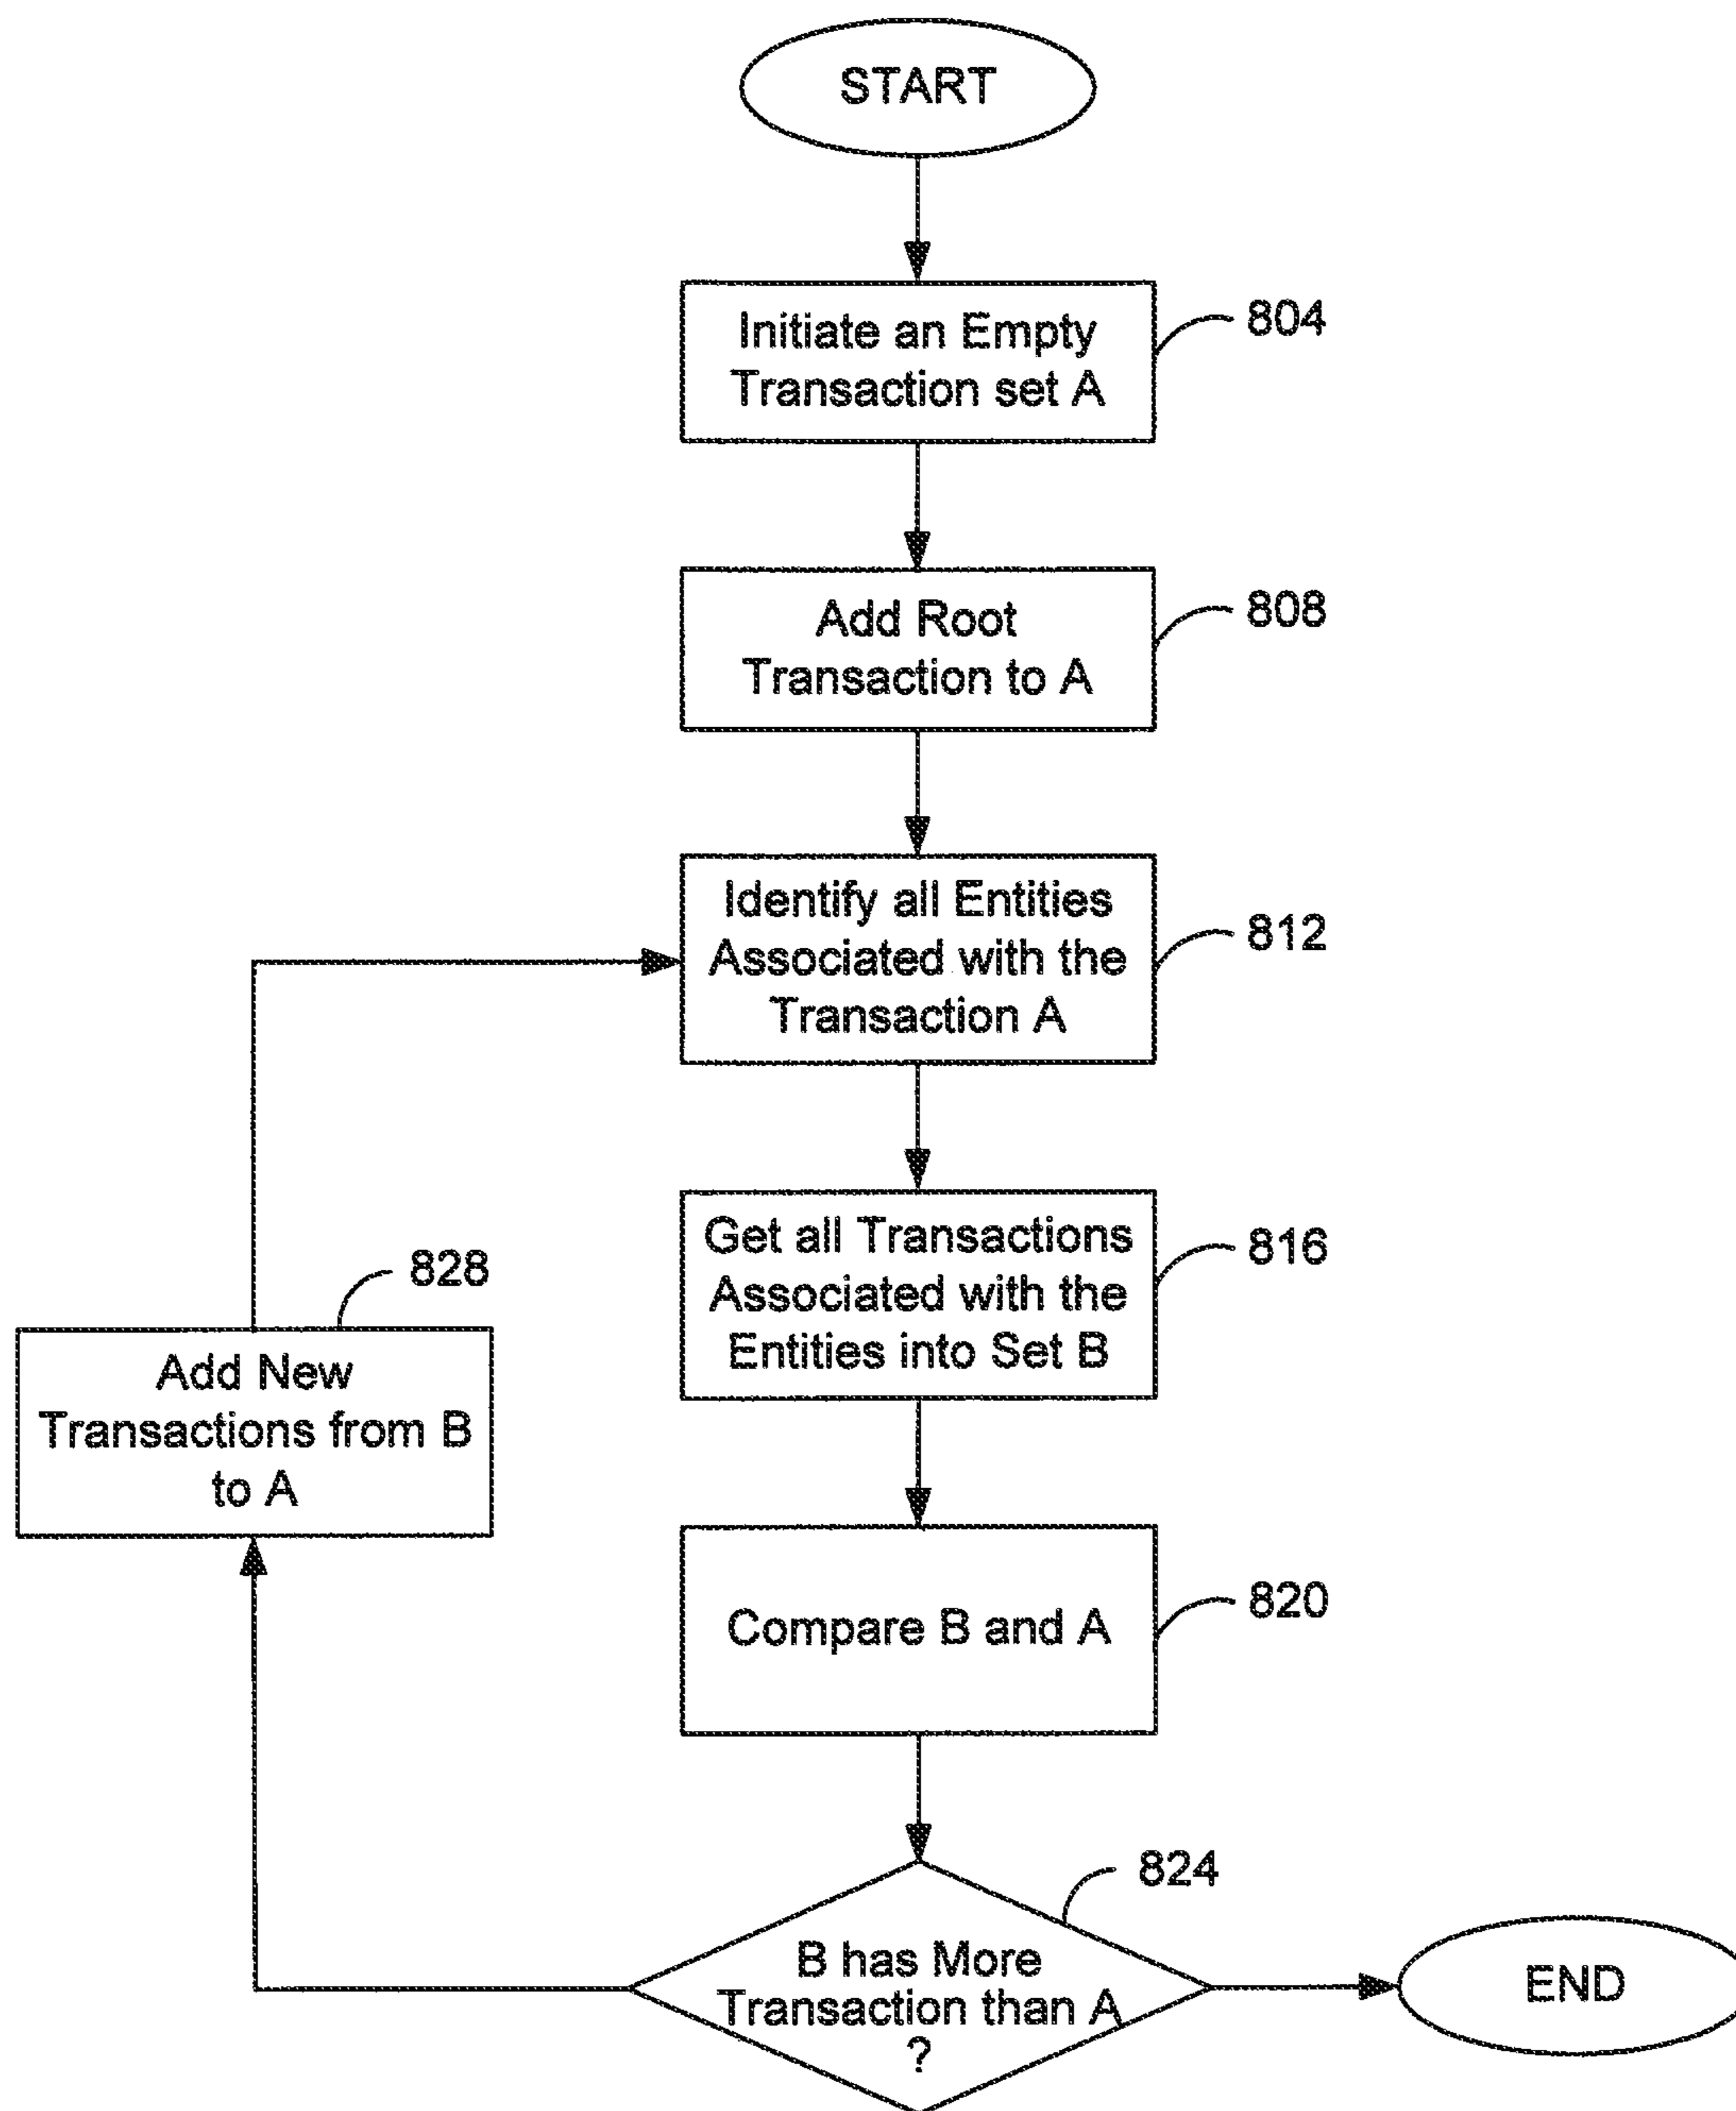 START
Initiate an Empty
Transaction set A
804
Add Root
Transaction to A
808
Identify all Entities
Associated with the
Transaction A
812
Get all Transactions
Associated with the
Entities into Set B
816
828
Add New
Transactions from B
to A
Compare B and A
820
824
B has More
Transaction than A
?
END